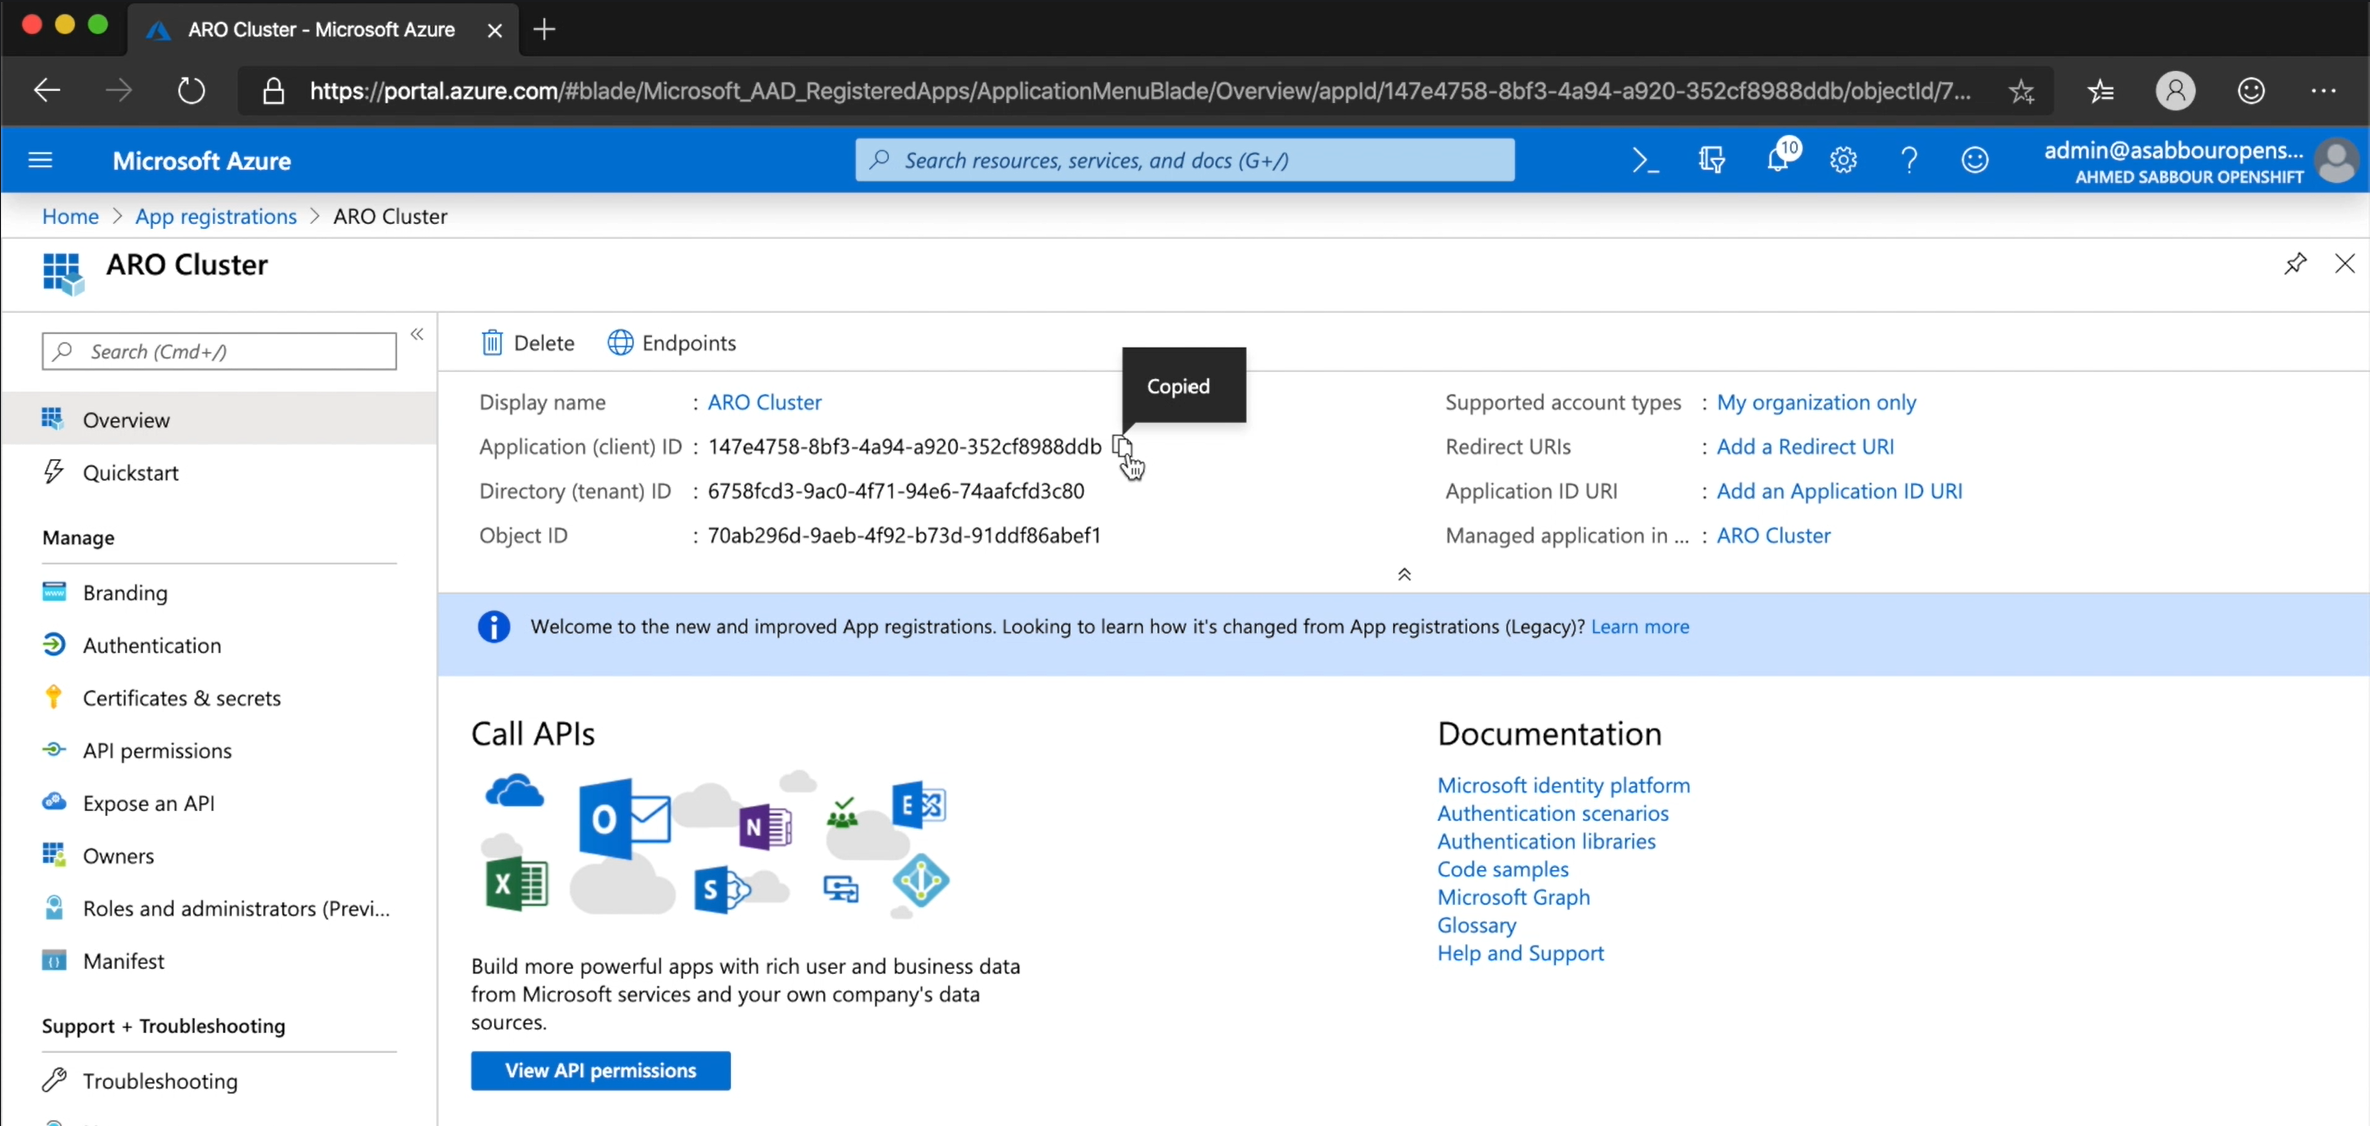 ARO Cluster - Microsoft Azure
https://portal.azure.com/#blade/Microsoft_AAD_RegisteredApps/ApplicationMenuBlade/Overview/appId/147e4758-8bf3-4a94-a920-352cf8988ddb/objectId/7...
Microsoft Azure
Search resources, services, and docs (G+/)
10
admin@asabbouropens...
AHMED SABBOUR OPENSHIFT
Home > App registrations > ARO Cluster
ARO Cluster
Search (Cmd+/)
Overview
Quickstart
Manage
Branding
Authentication
Certificates & secrets
API permissions
Expose an API
Owners
Roles and administrators (Previ...
Manifest
Support + Troubleshooting
Troubleshooting
Delete
Endpoints
Copied
Display name : ARO Cluster
Application (client) ID : 147e4758-8bf3-4a94-a920-352cf8988ddb
Directory (tenant) ID : 6758fcd3-9ac0-4f71-94e6-74aafcfd3c80
Object ID : 70ab296d-9aeb-4f92-b73d-91ddf86abef1
Supported account types : My organization only
Redirect URIs : Add a Redirect URI
Application ID URI : Add an Application ID URI
Managed application in ... : ARO Cluster
Welcome to the new and improved App registrations. Looking to learn how it's changed from App registrations (Legacy)? Learn more
Call APIs
Build more powerful apps with rich user and business data
from Microsoft services and your own company's data
sources.
View API permissions
Documentation
Microsoft identity platform
Authentication scenarios
Authentication libraries
Code samples
Microsoft Graph
Glossary
Help and Support